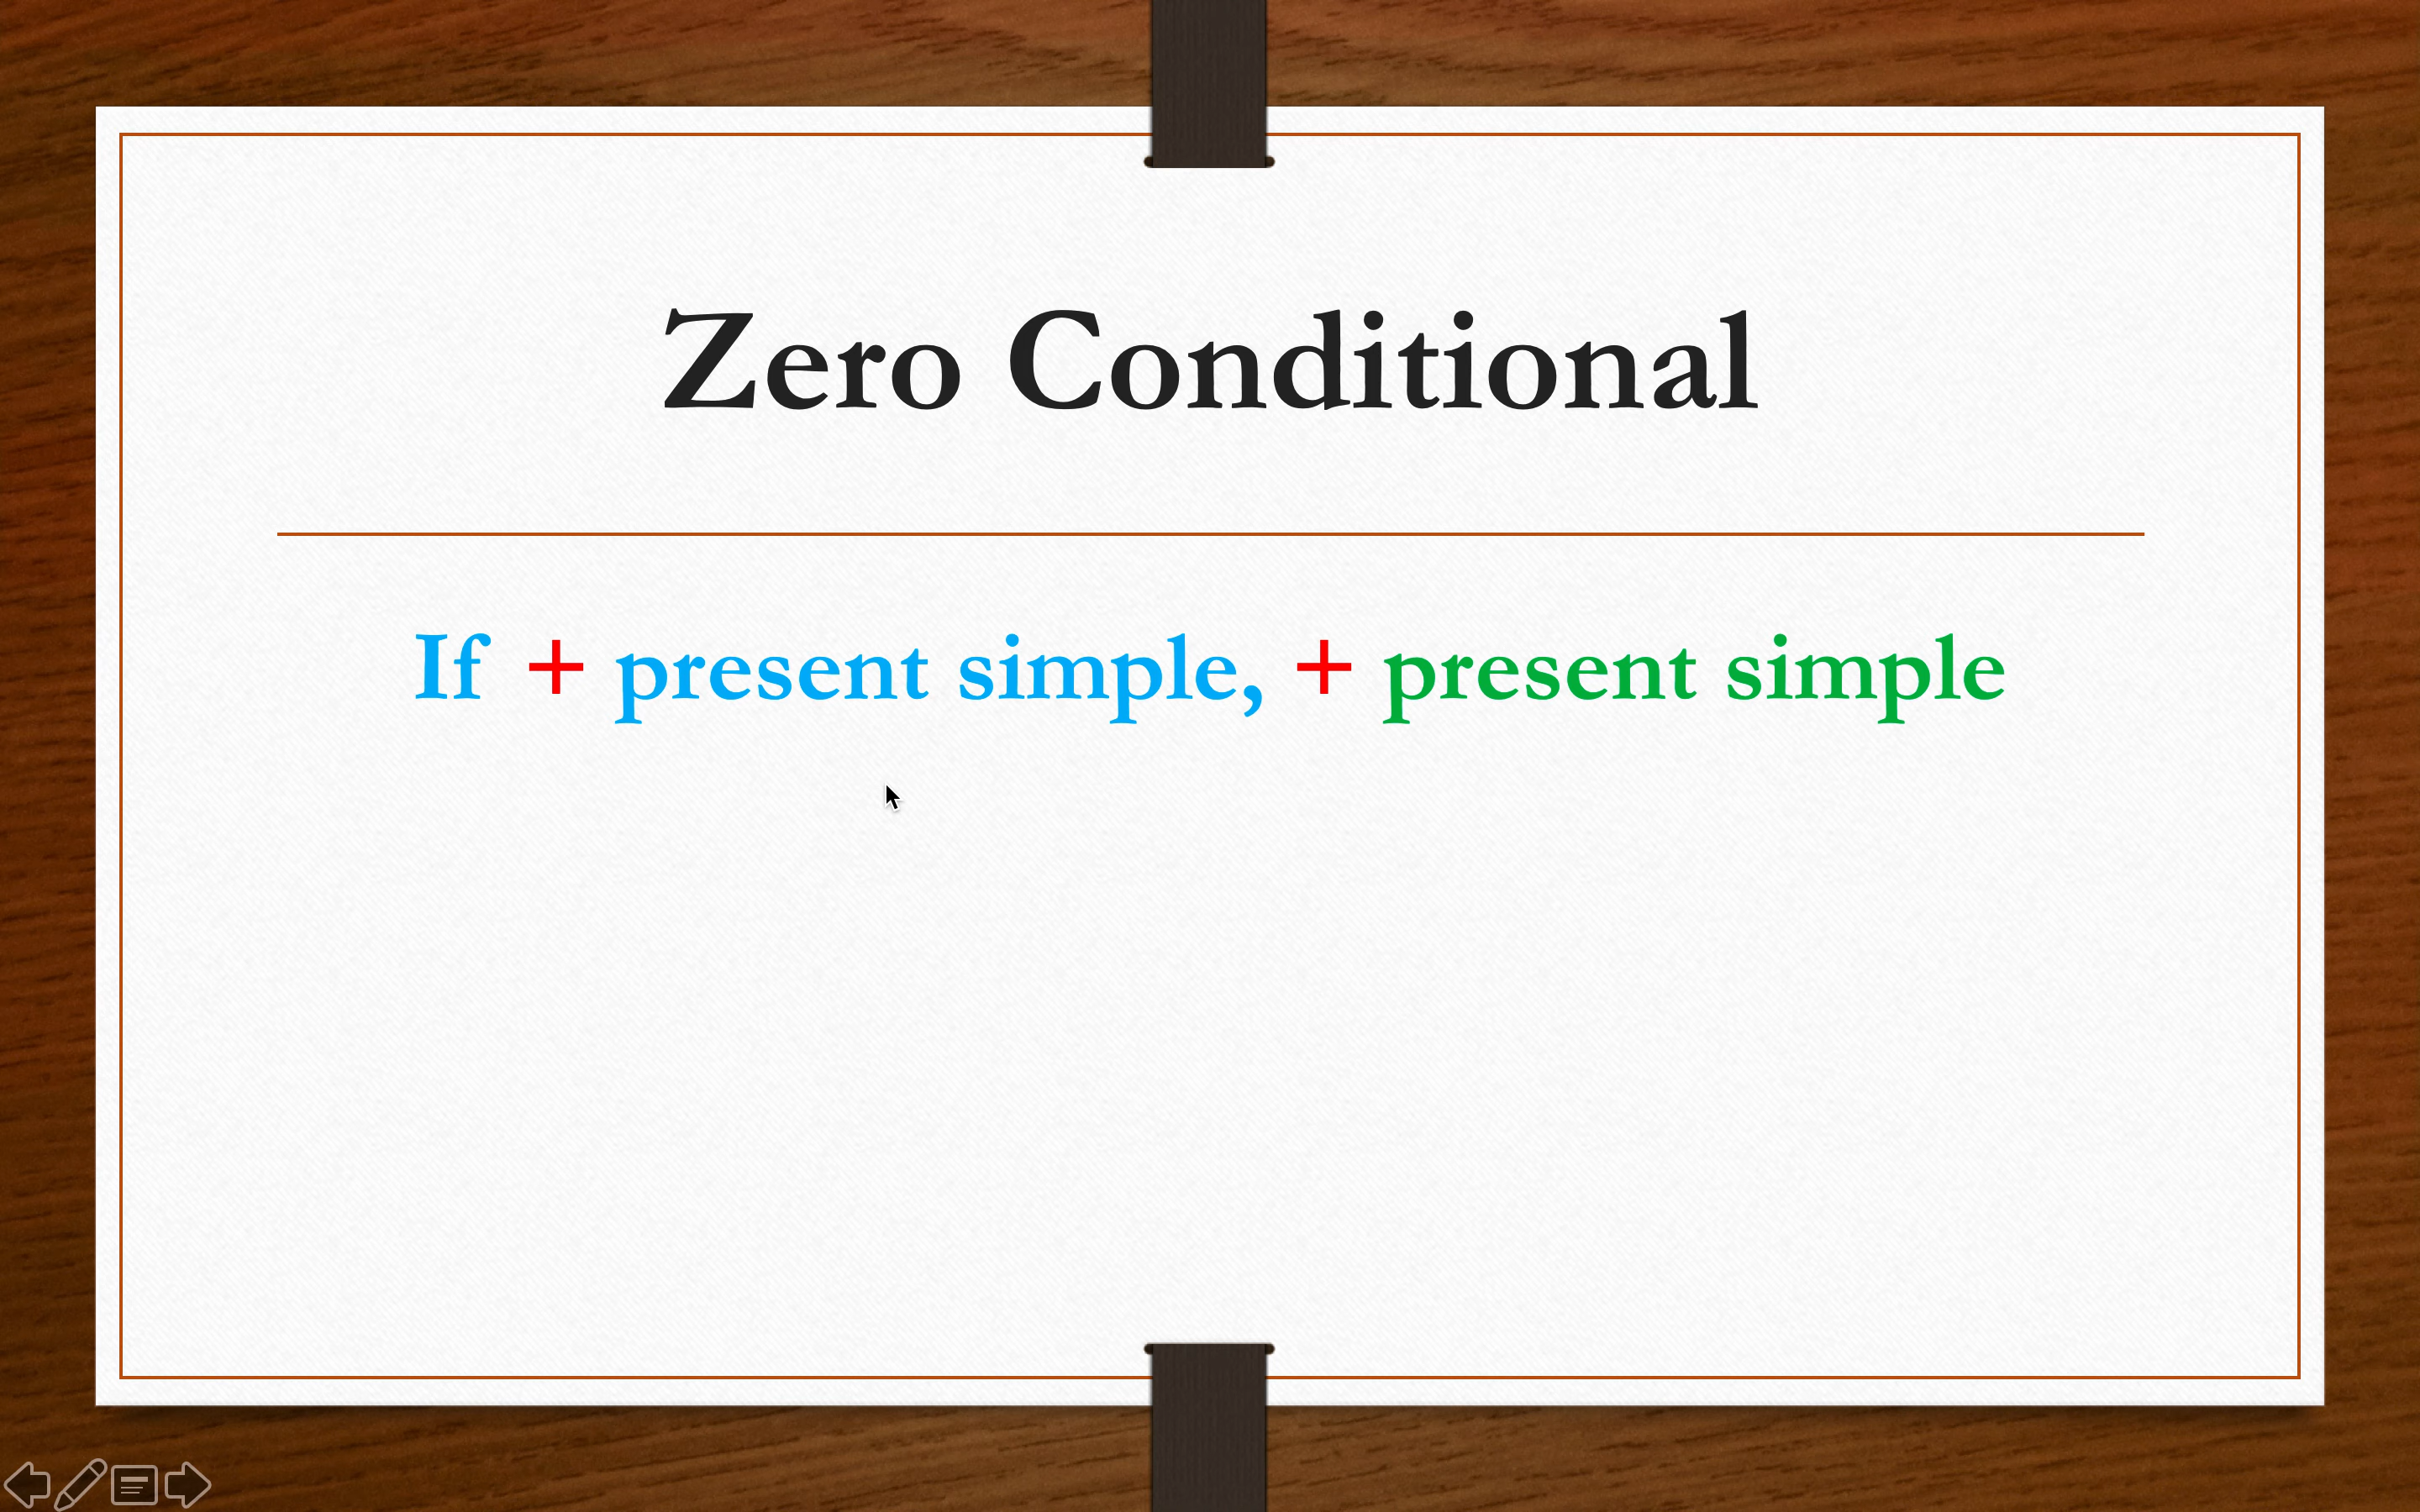 Zero Conditional
If + present simple, + present simple